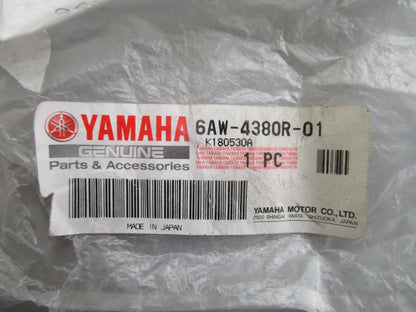 YAMAHA 6AW-4380R-01
GENUINE K180530A
Parts & Accessories 1 PC
MADE IN JAPAN
YAMAHA MOTOR CO., LTD.
2500 SHINGAI IWATA SHIZUOKA JAPAN